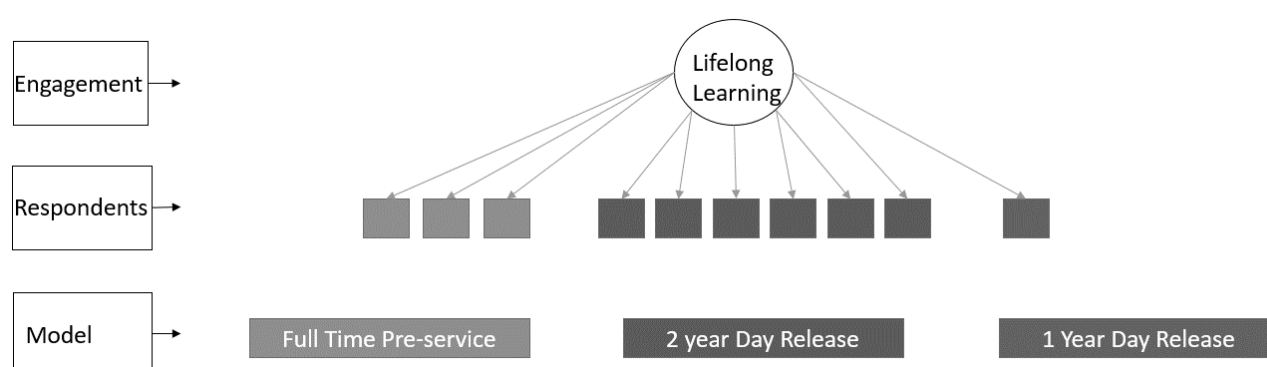 Engagement
Lifelong
Learning
Respondents
Model
Full Time Pre-service
2 year Day Release
1 Year Day Release